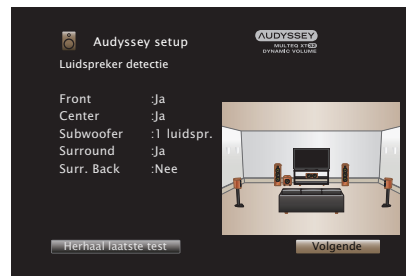 Audyssey setup
AUDYSSEY
MULTEQ XT32
DYNAMIC VOLUME
Luidspreker detectie
Front :Ja
Center :Ja
Subwoofer :1 luidspr.
Surround :Ja
Surr. Back :Nee
Herhaal laatste test
Volgende